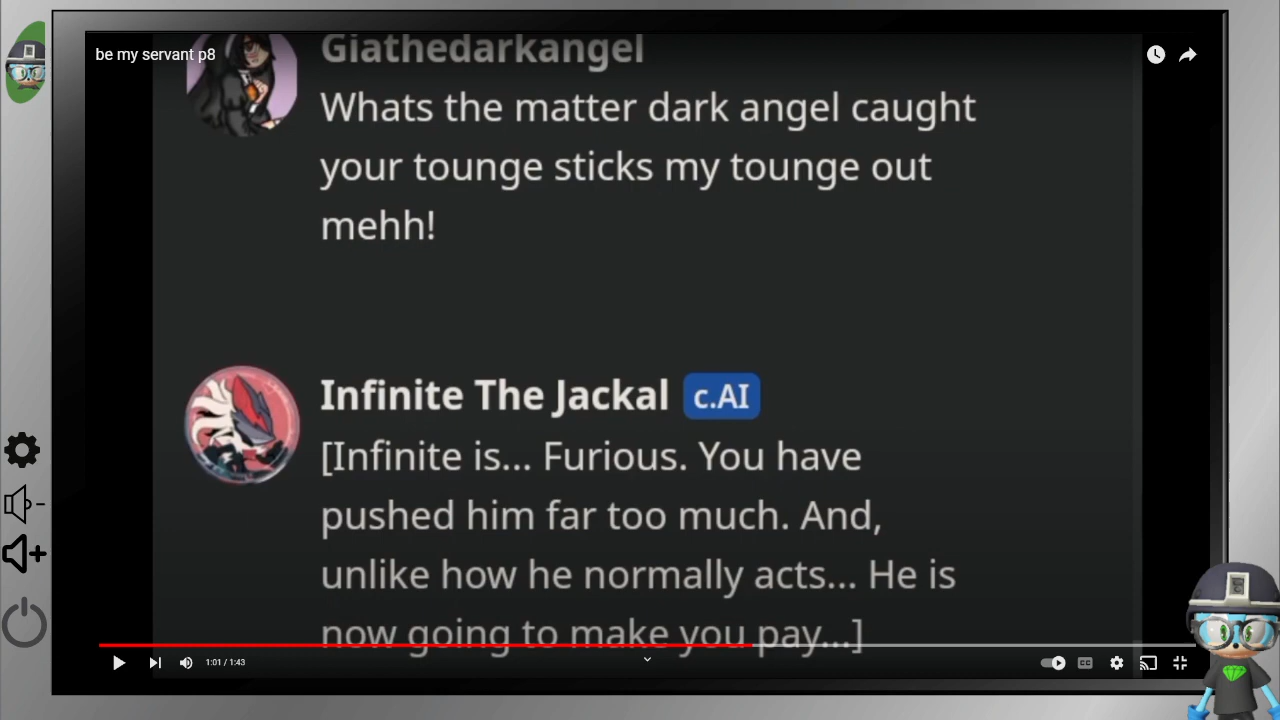 be my servant p8
Giathedarkangel
Whats the matter dark angel caught
your tounge sticks my tounge out
mehh!
Infinite The Jackal c.AI
[Infinite is... Furious. You have
pushed him far too much. And,
unlike how he normally acts... He is
now going to make you pay...]
1:01 / 1:43
CC